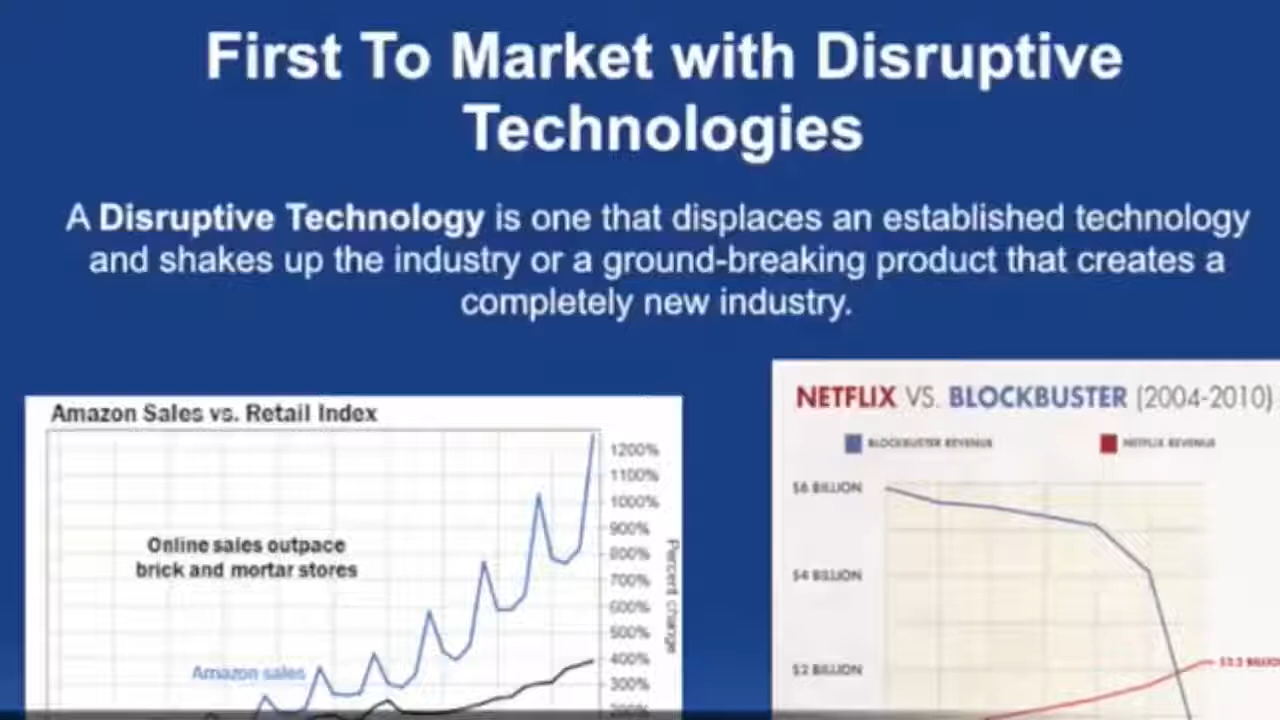 First To Market with Disruptive
Technologies
A Disruptive Technology is one that displaces an established technology
and shakes up the industry or a ground-breaking product that creates a
completely new industry.
Amazon Sales vs. Retail Index
1200%
1100%
1000%
900%
800%
700%
600%
500%
400%
300%
Percent change
Online sales outpace
brick and mortar stores
Amazon sales
NETFLIX VS. BLOCKBUSTER (2004-2010)
BLOCKBUSTER REVENUE
NETFLIX REVENUE
$6 BILLION
$4 BILLION
$2 BILLION